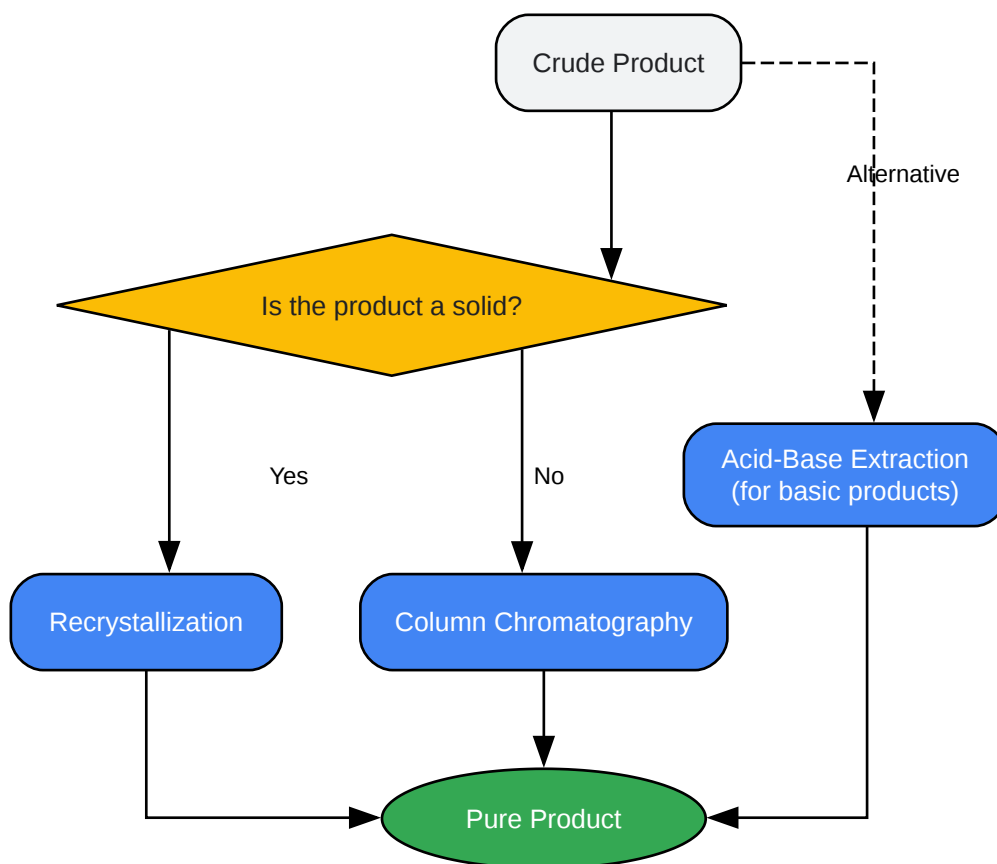 Crude Product
Alternative
Is the product a solid?
Acid-Base Extraction
(for basic products)
Yes
No
Recrystallization
Column Chromatography
Pure Product